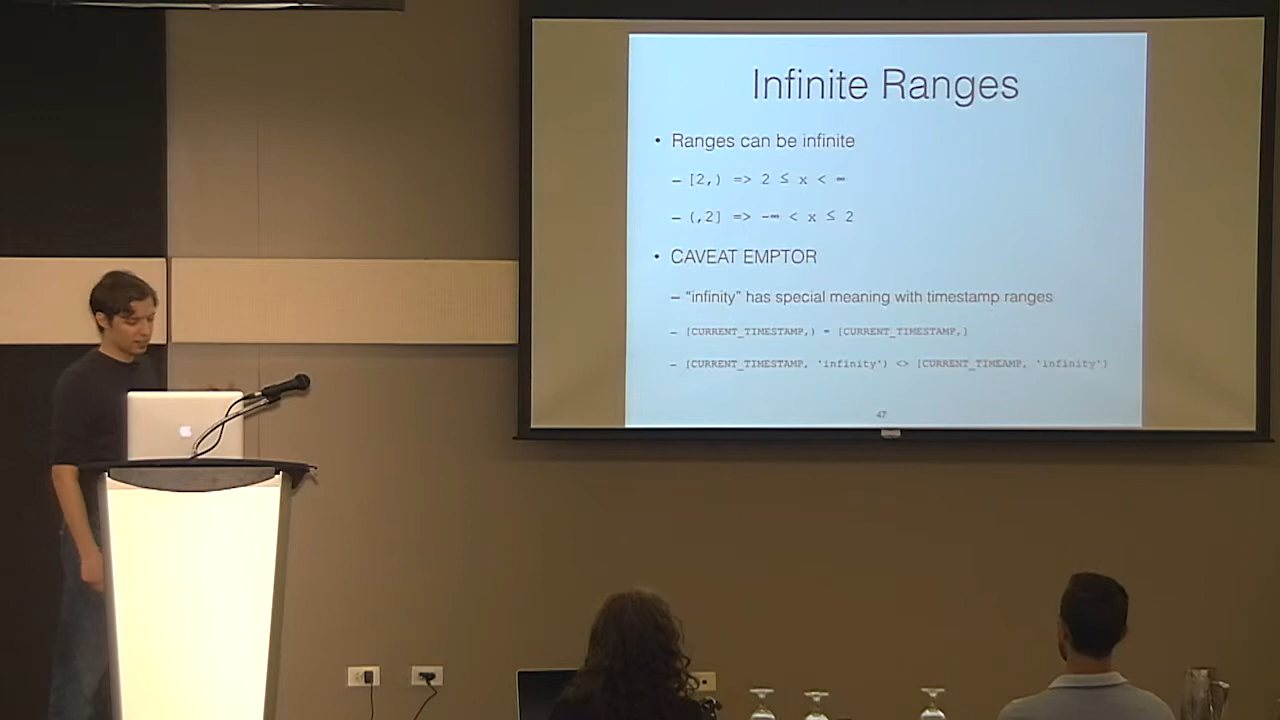 Infinite Ranges
• Ranges can be infinite
– [2,) => 2 ≤ x < ∞
– (,2] => -∞ < x ≤ 2
• CAVEAT EMPTOR
– “infinity” has special meaning with timestamp ranges
– [CURRENT_TIMESTAMP,) = [CURRENT_TIMESTAMP,]
– [CURRENT_TIMESTAMP, 'infinity') <> [CURRENT_TIMEAMP, 'infinity']
47